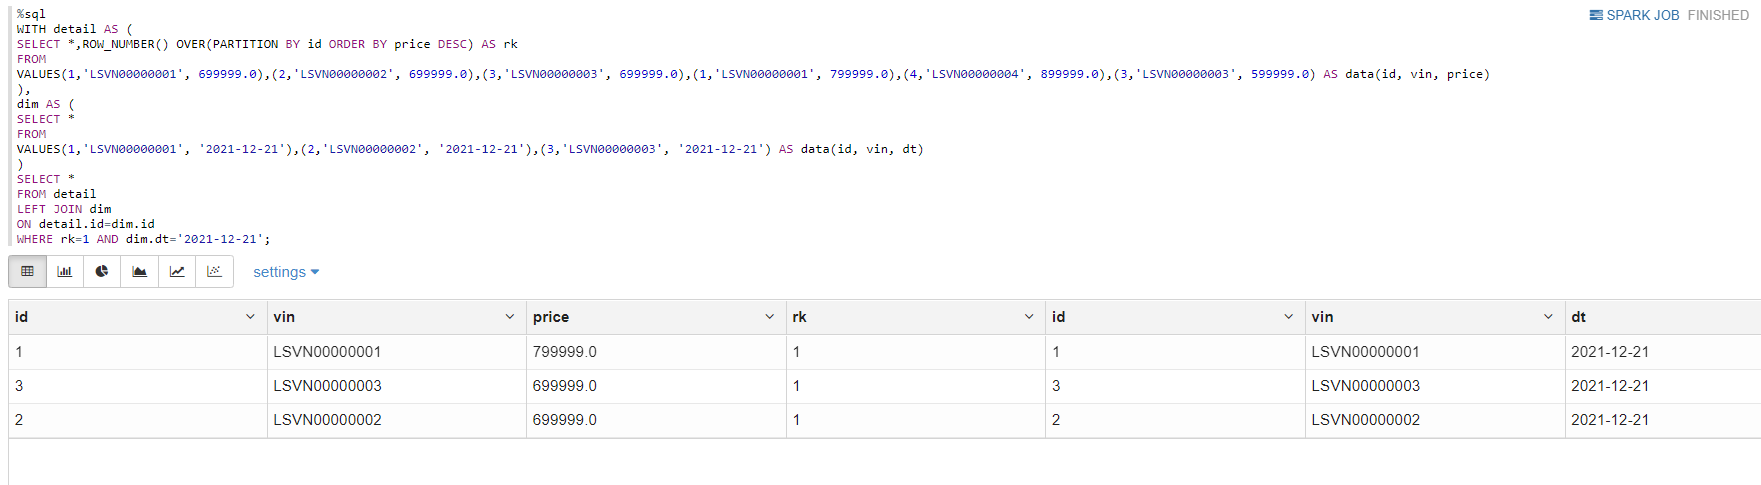 %sql
SPARK JOB FINISHED
WITH detail AS (
SELECT *,ROW_NUMBER() OVER(PARTITION BY id ORDER BY price DESC) AS rk
FROM
VALUES(1,'LSVN00000001', 699999.0),(2,'LSVN00000002', 699999.0),(3,'LSVN00000003', 699999.0),(1,'LSVN00000001', 799999.0),(4,'LSVN00000004', 899999.0),(3,'LSVN00000003', 599999.0) AS data(id, vin, price)
),
dim AS (
SELECT *
FROM
VALUES(1,'LSVN00000001', '2021-12-21'),(2,'LSVN00000002', '2021-12-21'),(3,'LSVN00000003', '2021-12-21') AS data(id, vin, dt)
)
SELECT *
FROM detail
LEFT JOIN dim
ON detail.id=dim.id
WHERE rk=1 AND dim.dt='2021-12-21';
settings
id vin price rk id vin dt
1 LSVN00000001 799999.0 1 1 LSVN00000001 2021-12-21
3 LSVN00000003 699999.0 1 3 LSVN00000003 2021-12-21
2 LSVN00000002 699999.0 1 2 LSVN00000002 2021-12-21